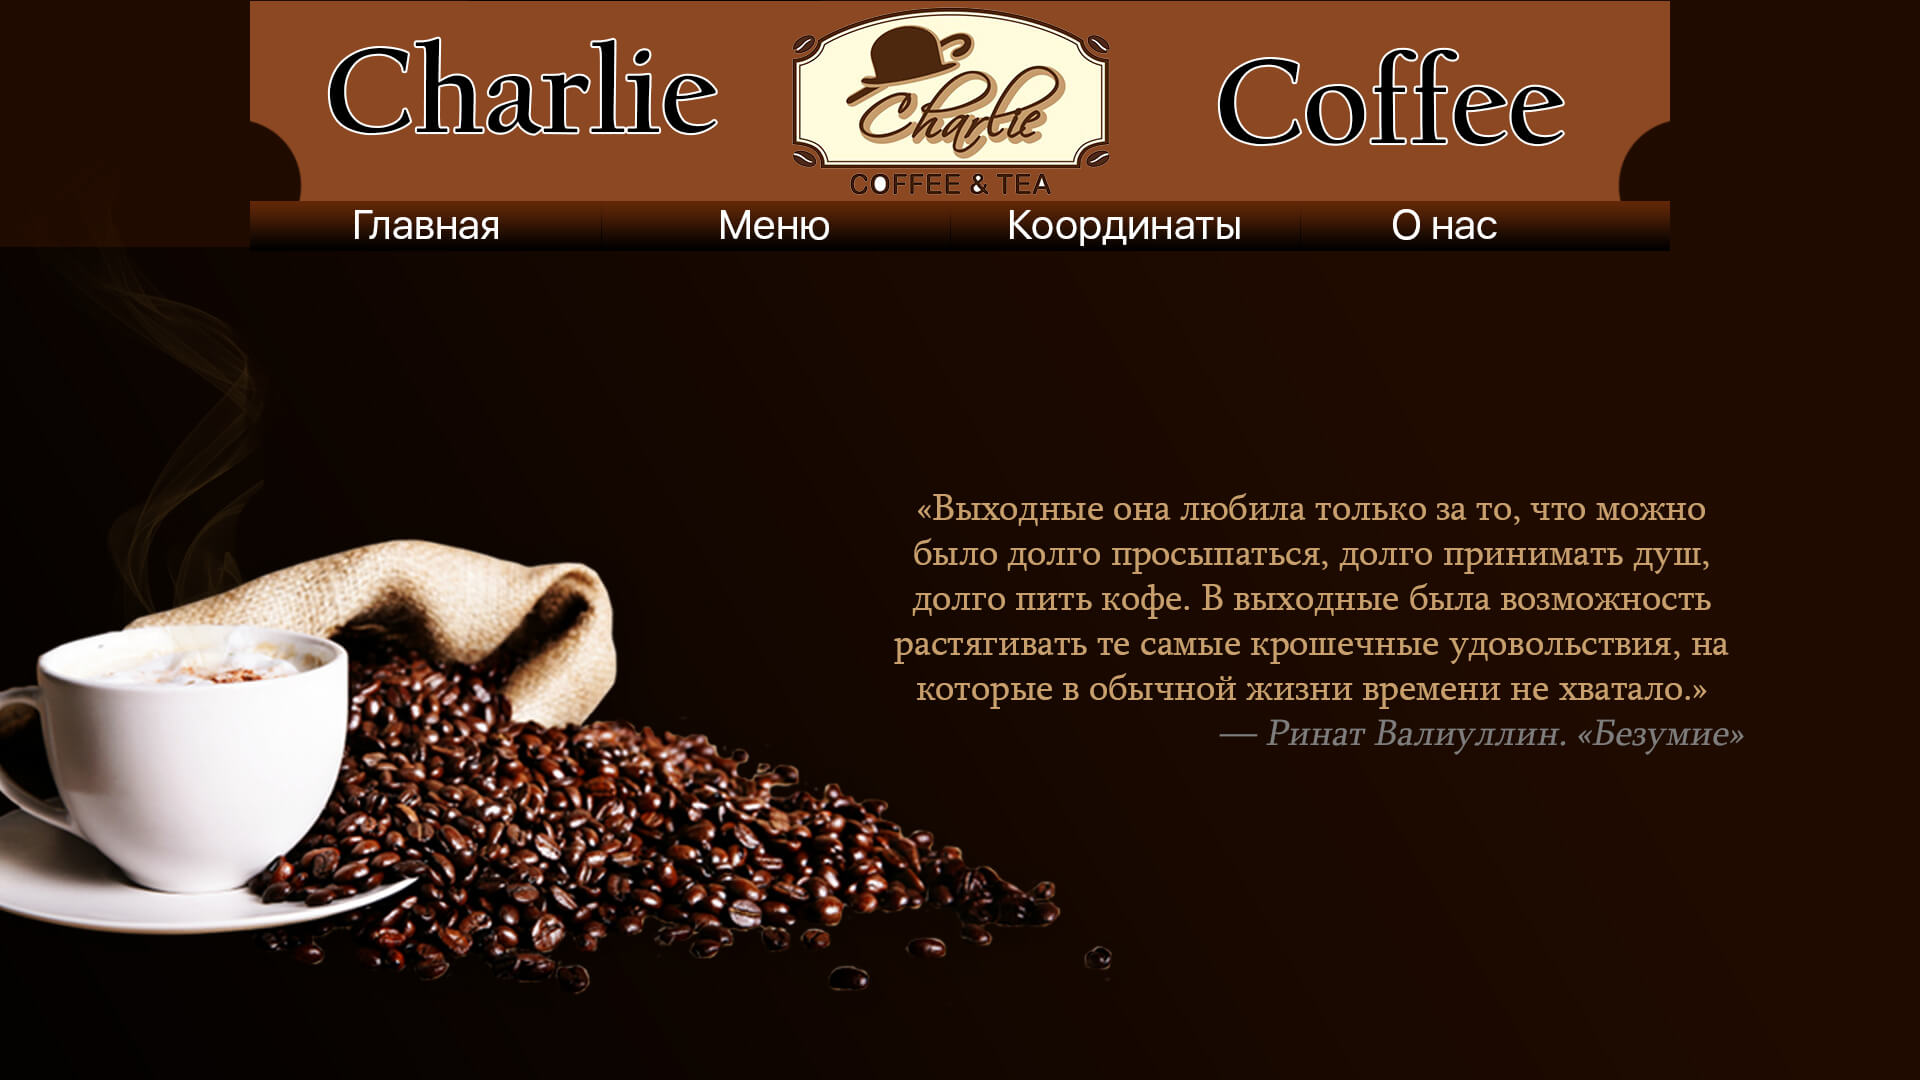 Charlie
Charlie
COFFEE & TEA
Coffee
Главная
Меню
Координаты
О нас
«Выходные она любила только за то, что можно
было долго просыпаться, долго принимать душ,
долго пить кофе. В выходные была возможность
растягивать те самые крошечные удовольствия, на
которые в обычной жизни времени не хватало.»
— Ринат Валиуллин. «Безумие»